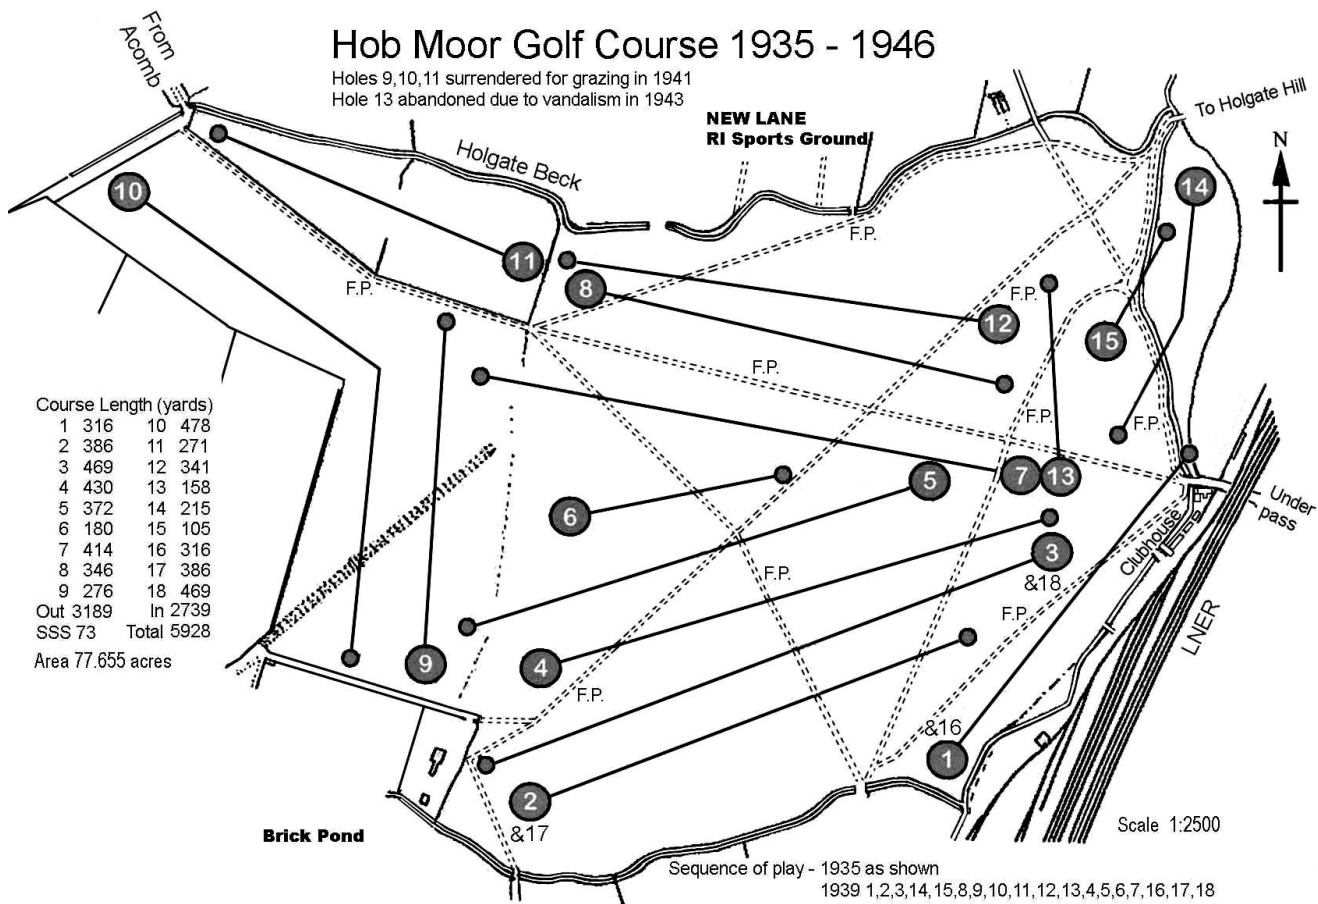 Hob Moor Golf Course 1935 - 1946
Holes 9,10,11 surrendered for grazing in 1941
Hole 13 abandoned due to vandalism in 1943
From
Acomb
NEW LANE
RI Sports Ground
To Holgate Hill
Holgate Beck
N
10
14
F.P.
11
8
F.P.
F.P.
12
15
F.P.
F.P.
F.P.
Course Length (yards)
1 316 10 478
2 386 11 271
3 469 12 341
4 430 13 158
5 372 14 215
6 180 15 105
7 414 16 316
8 346 17 386
9 276 18 469
Out 3189 In 2739
SSS 73 Total 5928
Area 77.655 acres
5
7
13
6
Under
pass
Clubhouse
3
&18
F.P.
F.P.
LNER
9
4
F.P.
&16
1
2
&17
Brick Pond
Scale 1:2500
Sequence of play - 1935 as shown
1939 1,2,3,14,15,8,9,10,11,12,13,4,5,6,7,16,17,18